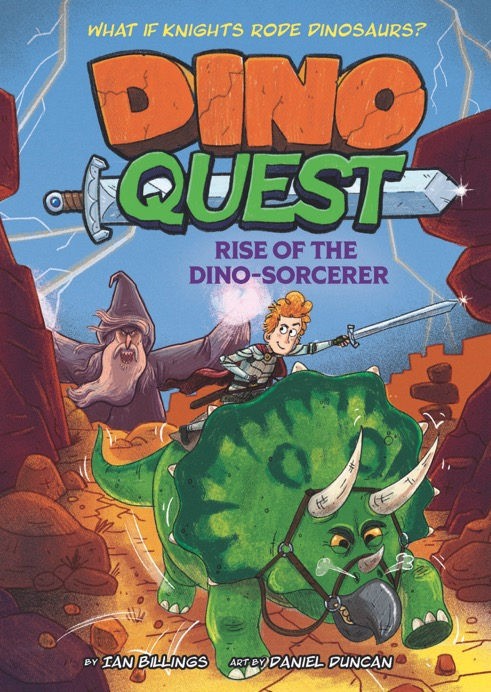 WHAT IF KNIGHTS RODE DINOSAURS?
DINO
QUEST
RISE OF THE
DINO-SORCERER
BY IAN BILLINGS ART BY DANIEL DUNCAN